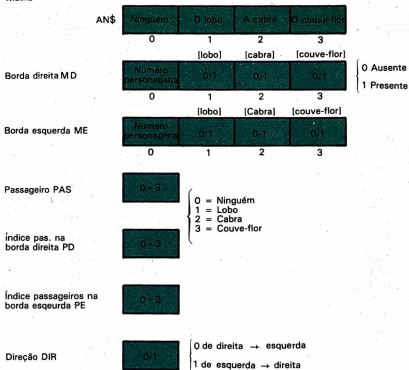 AN$ Ninguém O lobo A cabra O couve-flor
0 1 2 3
[lobo] [cabra] [couve-flor]
Borda direita MD Número personagens 0/1 0/1 0/1
0 Ausente
1 Presente
0 1 2 3
[lobo] [Cabra] [couve-flor]
Borda esquerda ME Número personagens 0/1 0/1 0/1
0 1 2 3
Passageiro PAS 0 - 3
0 = Ninguém
1 = Lobo
2 = Cabra
3 = Couve-flor
Índice pas. na
borda direita PD 0 - 3
Índice passageiros na
borda esqeurda PE 0 - 3
Direção DIR 0/1
0 de direita → esquerda
1 de esquerda → direita